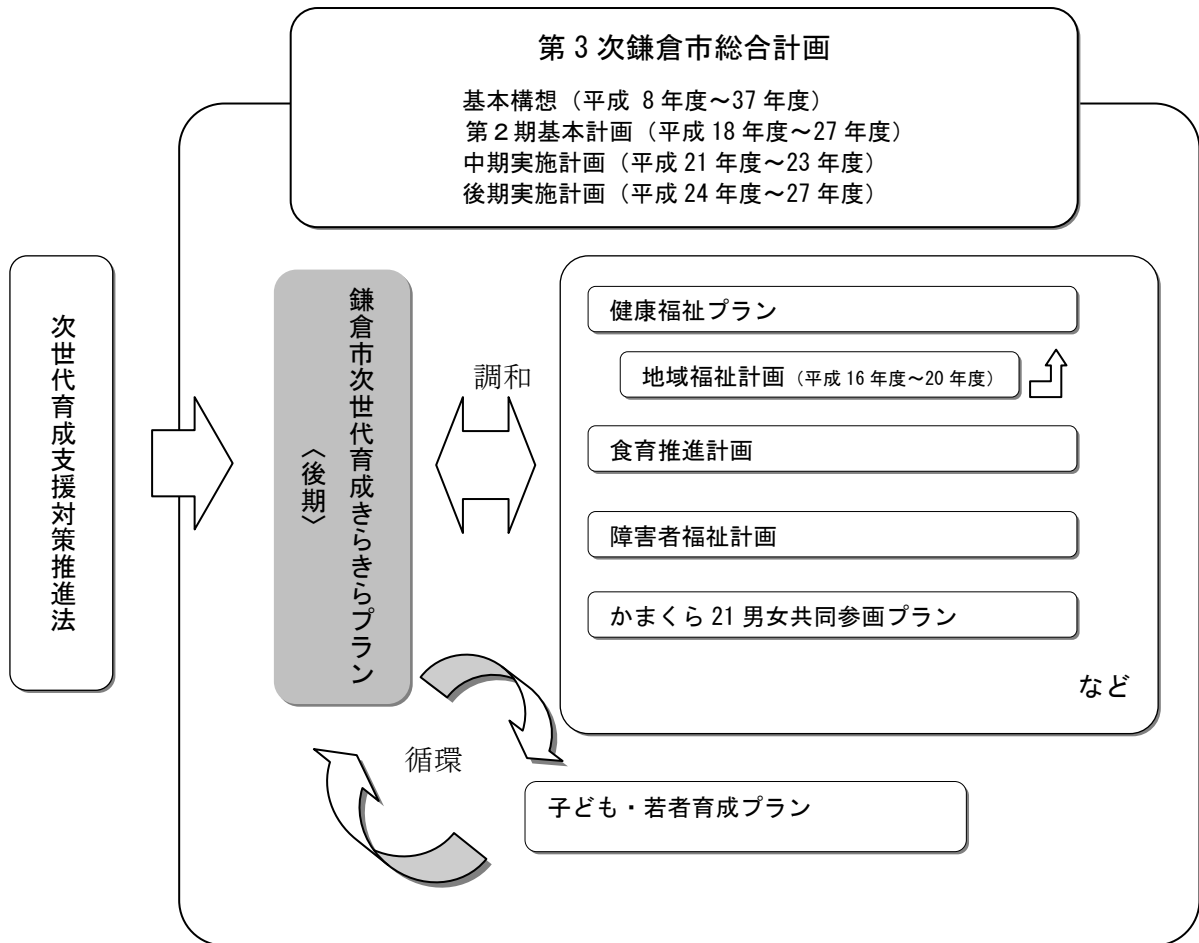 第3次鎌倉市総合計画
基本構想（平成 8 年度～37 年度）
第２期基本計画（平成 18 年度～27 年度）
中期実施計画（平成 21 年度～23 年度）
後期実施計画（平成 24 年度～27 年度）
次世代育成支援対策推進法
鎌倉市次世代育成きらきらプラン
〈後期〉
調和
健康福祉プラン
地域福祉計画（平成 16 年度～20 年度）
食育推進計画
障害者福祉計画
かまくら 21 男女共同参画プラン
など
循環
子ども・若者育成プラン